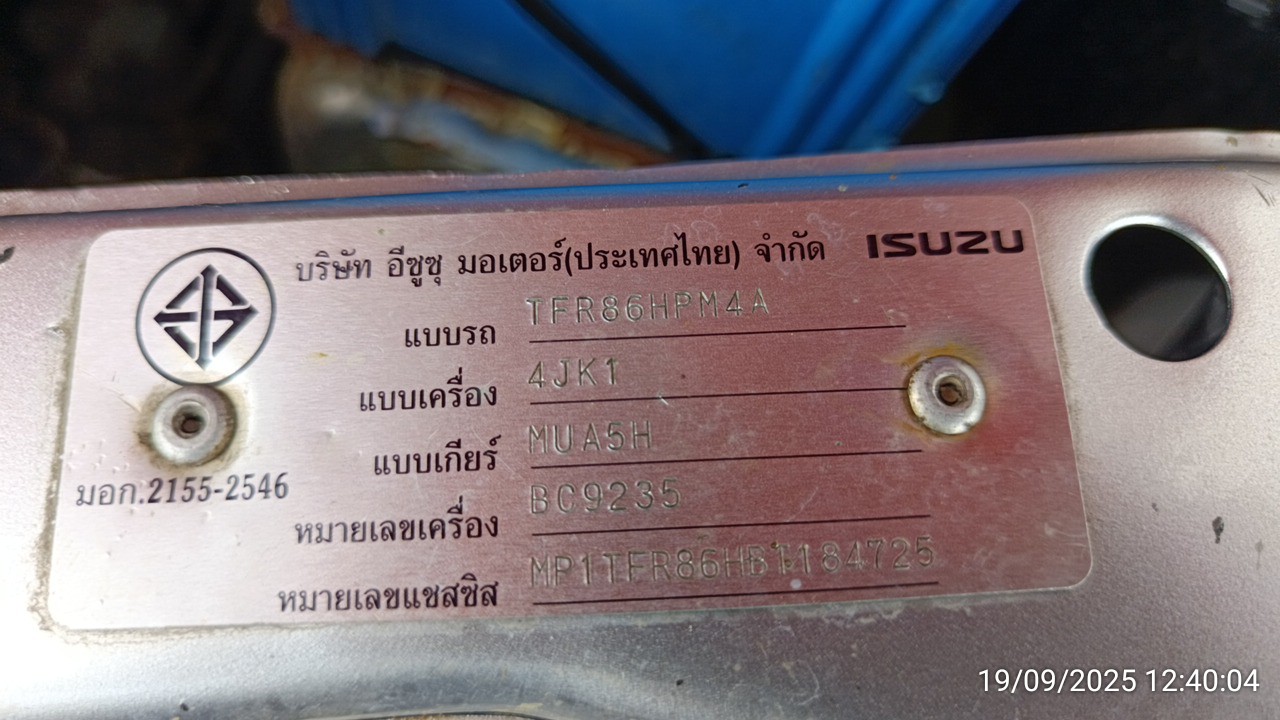 บริษัท อีซูซุ มอเตอร์(ประเทศไทย) จำกัด ISUZU
แบบรถ TFR86HPM4A
แบบเครื่อง 4JK1
แบบเกียร์ MUA5H
มอก.2155-2546
หมายเลขเครื่อง BC9235
หมายเลขแชสซิส MP1TFR86HBT184725
19/09/2025 12:40:04